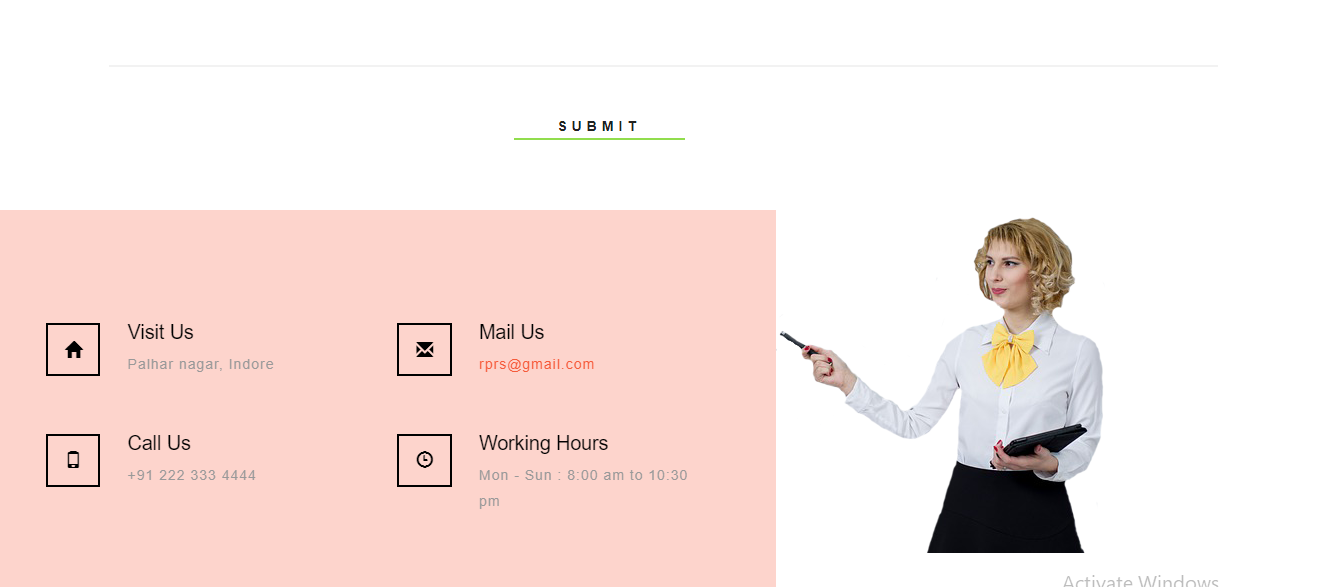 SUBMIT
Visit Us
Palhar nagar, Indore
Mail Us
rprs@gmail.com
Call Us
+91 222 333 4444
Working Hours
Mon - Sun : 8:00 am to 10:30
pm
Activate Windows